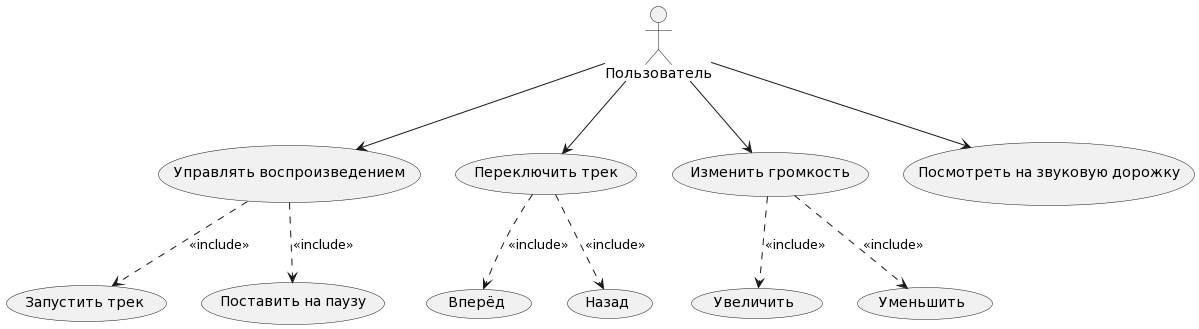 Пользователь
Управлять воспроизведением
Переключить трек
Изменить громкость
Посмотреть на звуковую дорожку
«include»
«include»
«include»
«include»
«include»
«include»
Запустить трек
Поставить на паузу
Вперёд
Назад
Увеличить
Уменьшить